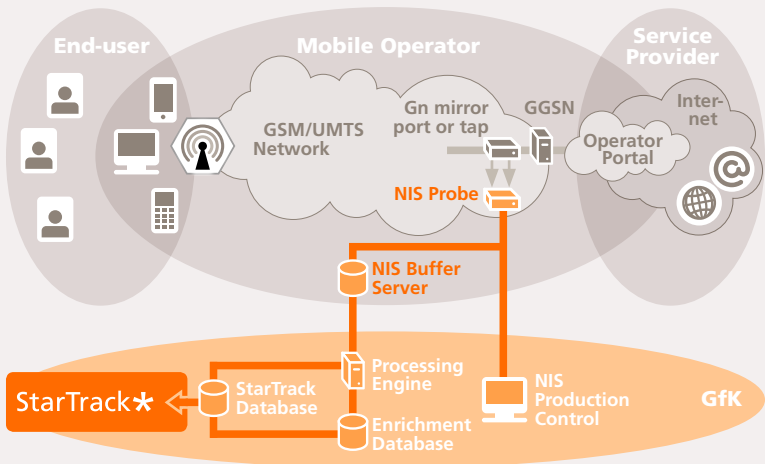 End-user
Mobile Operator
Service
Provider
GSM/UMTS
Network
Gn mirror
port or tap
GGSN
Operator
Portal
Inter-
net
@
NIS Probe
NIS Buffer
Server
Processing
Engine
StarTrack
Database
Enrichment
Database
NIS
Production
Control
GfK
StarTrack*